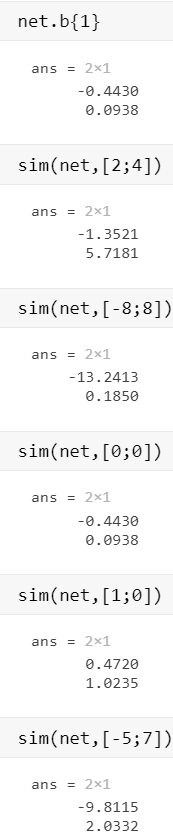 net.b{1}
ans = 2×1
-0.4430
0.0938
sim(net,[2;4])
ans = 2×1
-1.3521
5.7181
sim(net,[-8;8])
ans = 2×1
-13.2413
0.1850
sim(net,[0;0])
ans = 2×1
-0.4430
0.0938
sim(net,[1;0])
ans = 2×1
0.4720
1.0235
sim(net,[-5;7])
ans = 2×1
-9.8115
2.0332